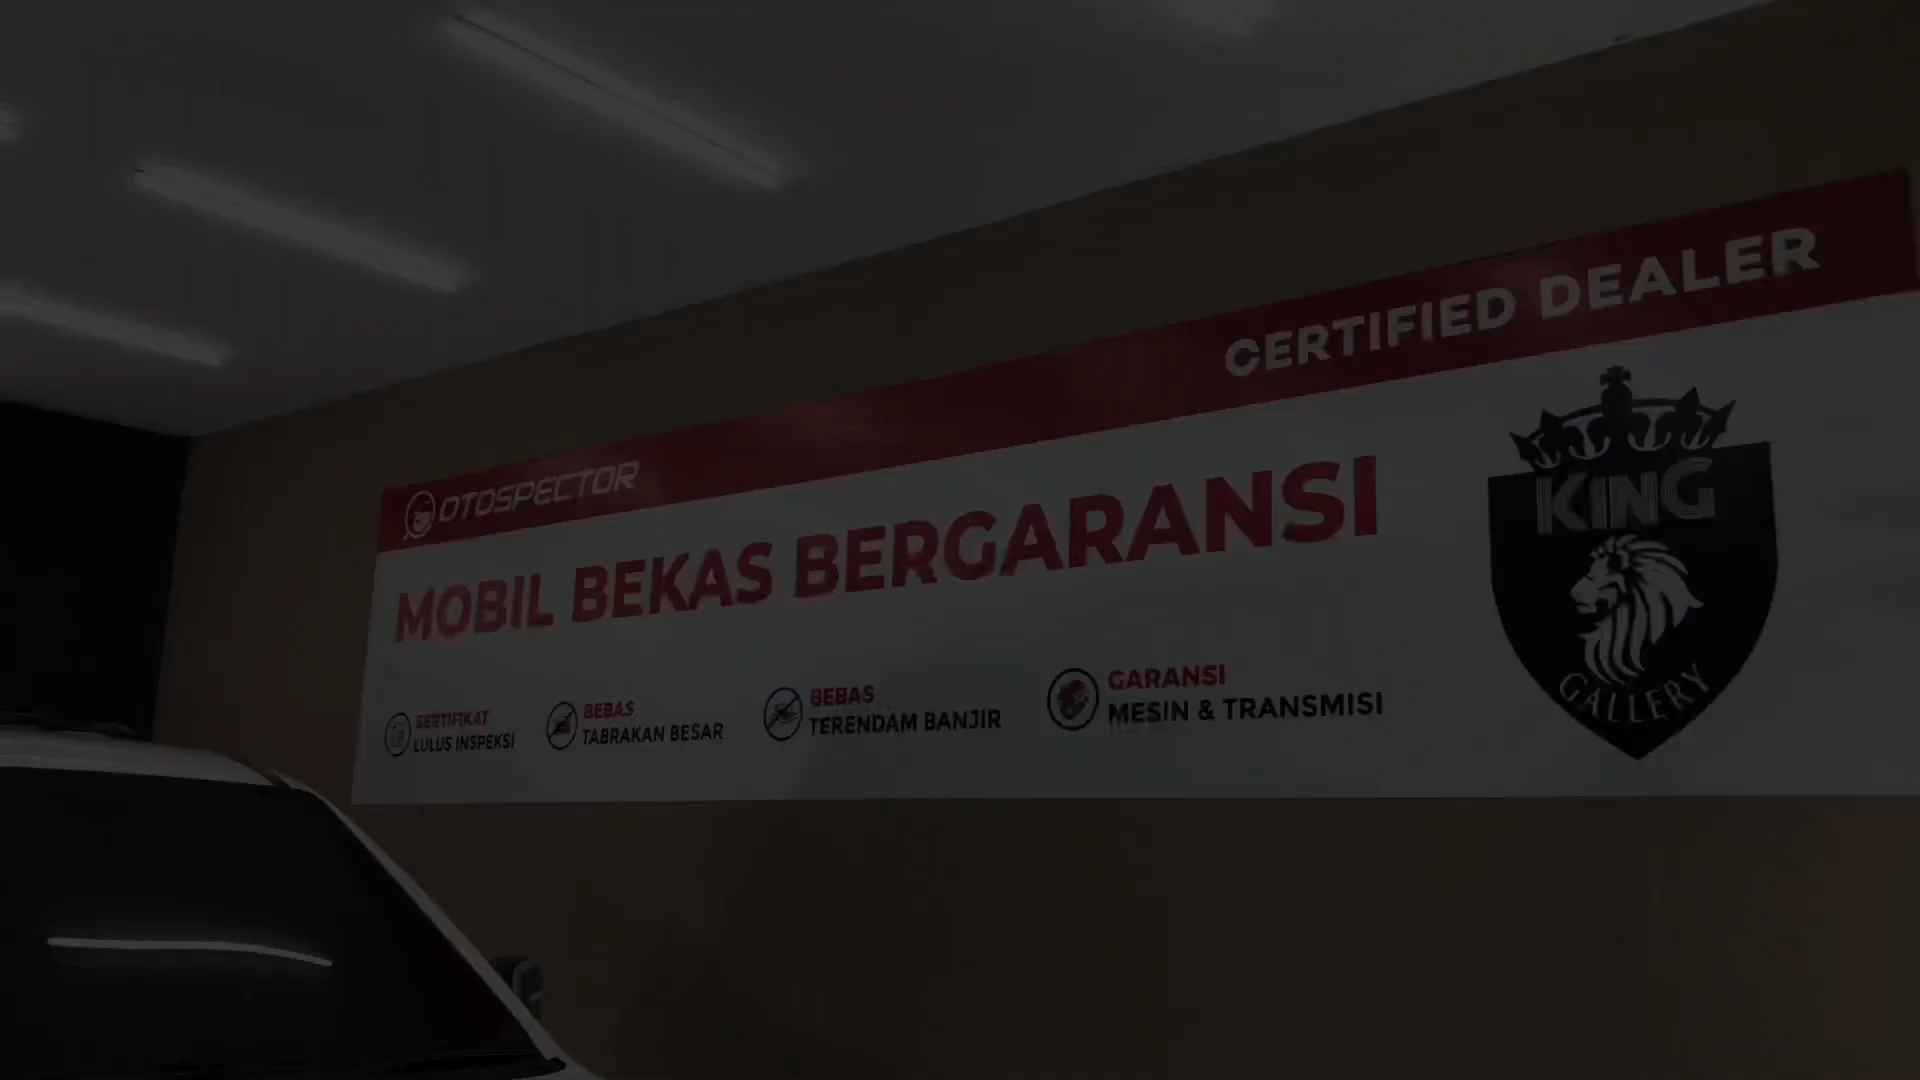 CERTIFIED DEALER
OTOSPECTOR
MOBIL BEKAS BERGARANSI
SERTIFIKAT
LULUS INSPEKSI
BEBAS
TABRAKAN BESAR
BEBAS
TERENDAM BANJIR
GARANSI
MESIN & TRANSMISI
KING
GALLERY